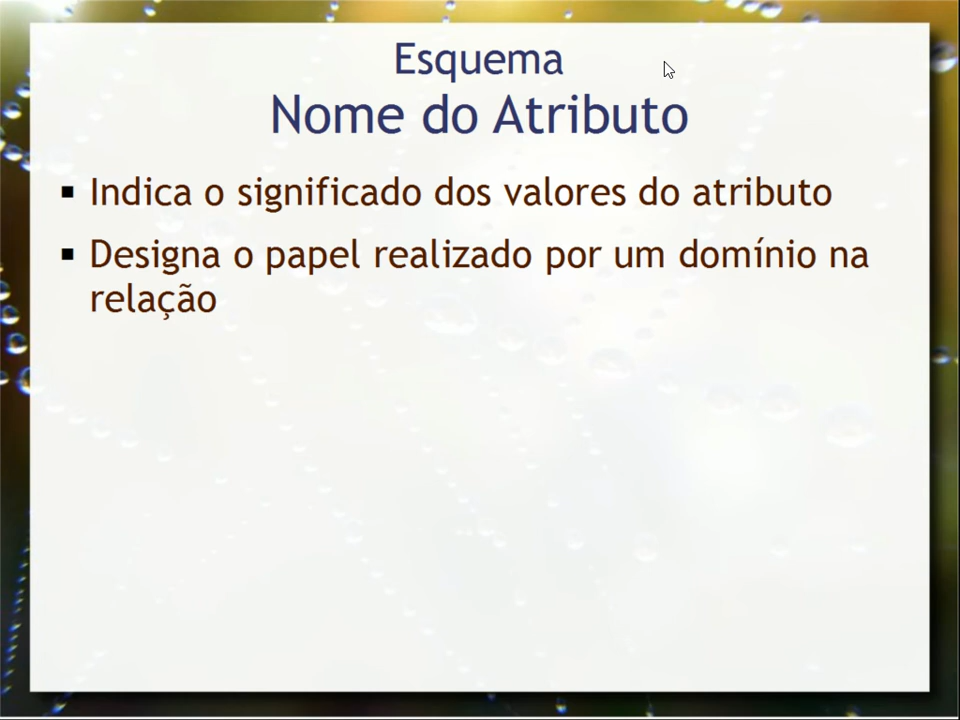 Esquema
Nome do Atributo
▪ Indica o significado dos valores do atributo
▪ Designa o papel realizado por um domínio na
relação